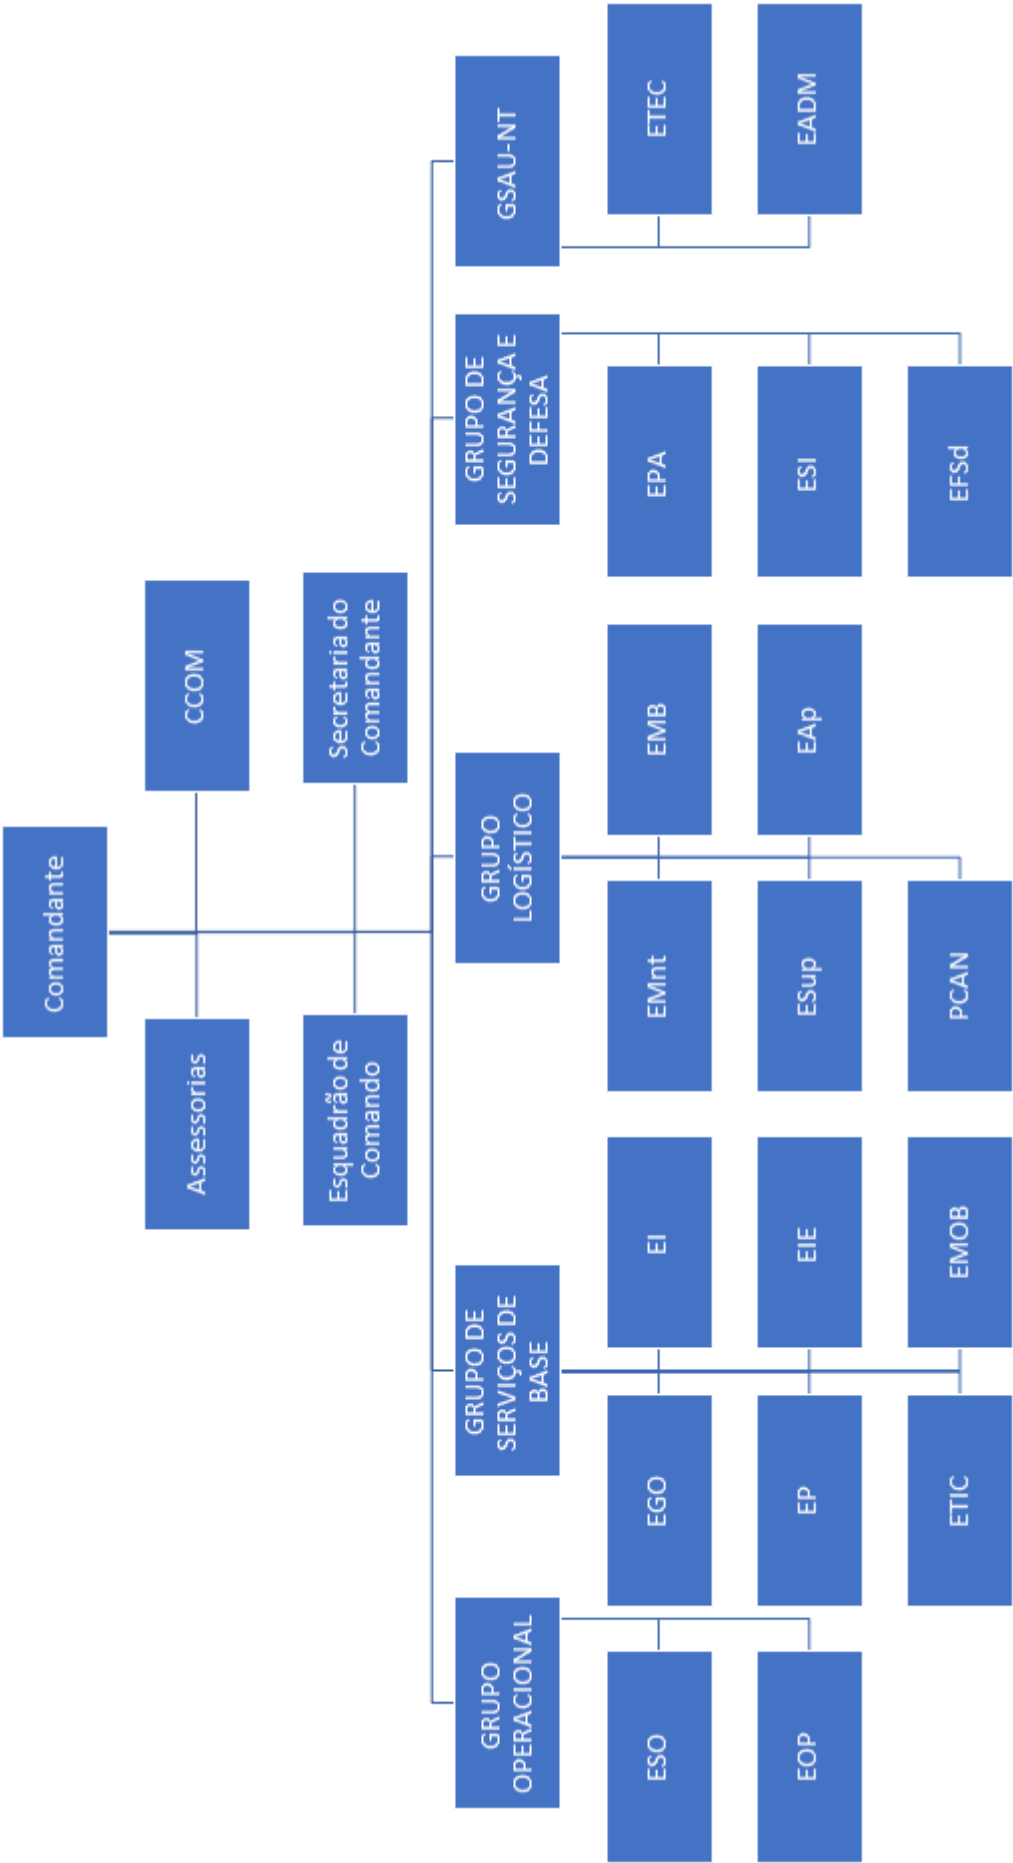 Comandante
Assessorias
CCOM
Esquadrão de
Comando
Secretaria do
Comandante
GRUPO
OPERACIONAL
GRUPO DE
SERVIÇOS DE
BASE
GRUPO
LOGÍSTICO
GRUPO DE
SEGURANÇA E
DEFESA
GSAU-NT
ESO
EGO
EI
EMnt
EMB
EPA
ETEC
EOP
EP
EIE
ESup
EAp
ESI
EADM
ETIC
EMOB
PCAN
EFSd